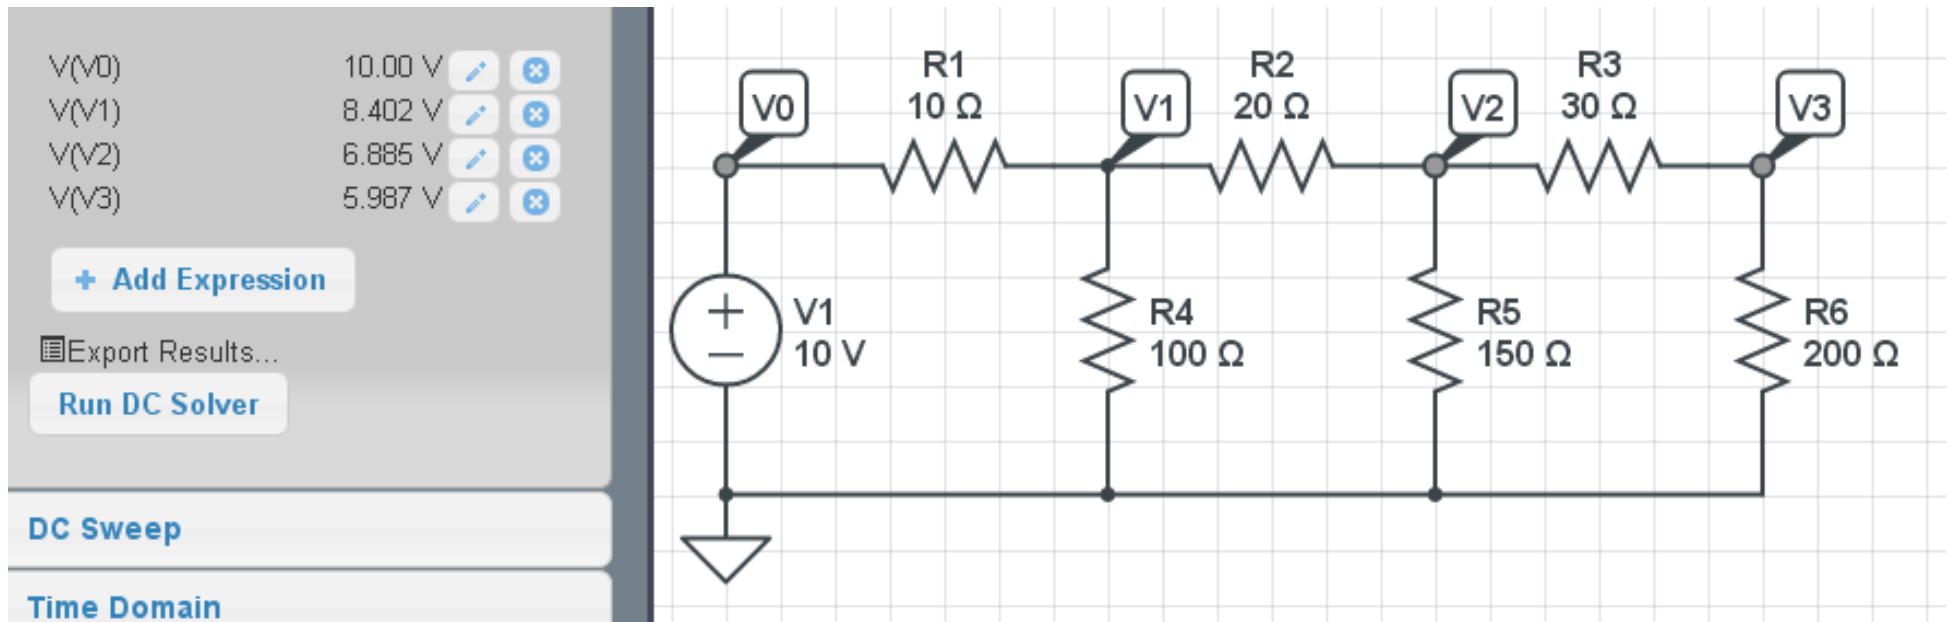 V(V0) 10.00 V
V(V1) 8.402 V
V(V2) 6.885 V
V(V3) 5.987 V
+ Add Expression
Export Results...
Run DC Solver
DC Sweep
Time Domain
V0
R1
10 Ω
V1
R2
20 Ω
V2
R3
30 Ω
V3
V1
10 V
R4
100 Ω
R5
150 Ω
R6
200 Ω